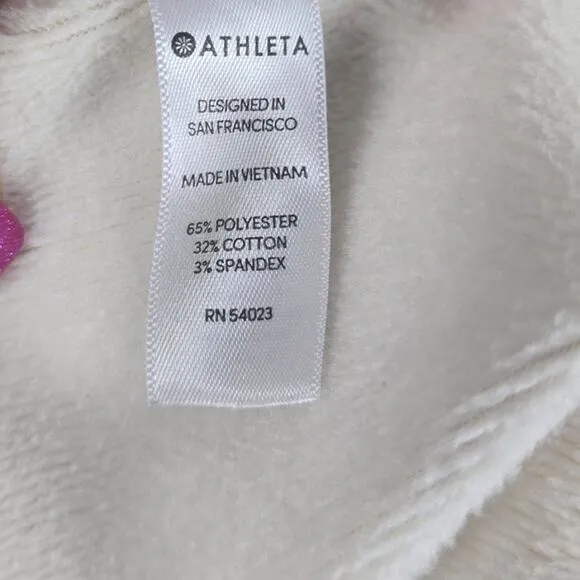 ATHLETA
DESIGNED IN
SAN FRANCISCO
MADE IN VIETNAM
65% POLYESTER
32% COTTON
3% SPANDEX
RN 54023